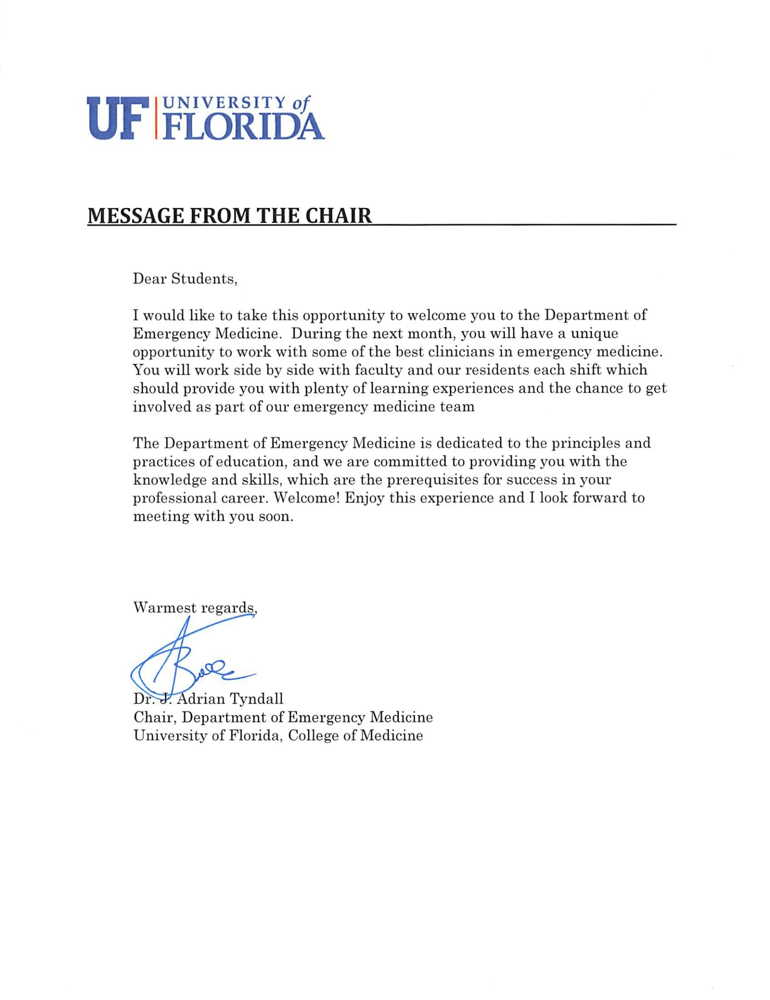 UF UNIVERSITY of
FLORIDA
MESSAGE FROM THE CHAIR
Dear Students,
I would like to take this opportunity to welcome you to the Department of
Emergency Medicine.  During the next month, you will have a unique
opportunity to work with some of the best clinicians in emergency medicine.
You will work side by side with faculty and our residents each shift which
should provide you with plenty of learning experiences and the chance to get
involved as part of our emergency medicine team
The Department of Emergency Medicine is dedicated to the principles and
practices of education, and we are committed to providing you with the
knowledge and skills, which are the prerequisites for success in your
professional career. Welcome! Enjoy this experience and I look forward to
meeting with you soon.
Warmest regards,
Dr. J. Adrian Tyndall
Chair, Department of Emergency Medicine
University of Florida, College of Medicine